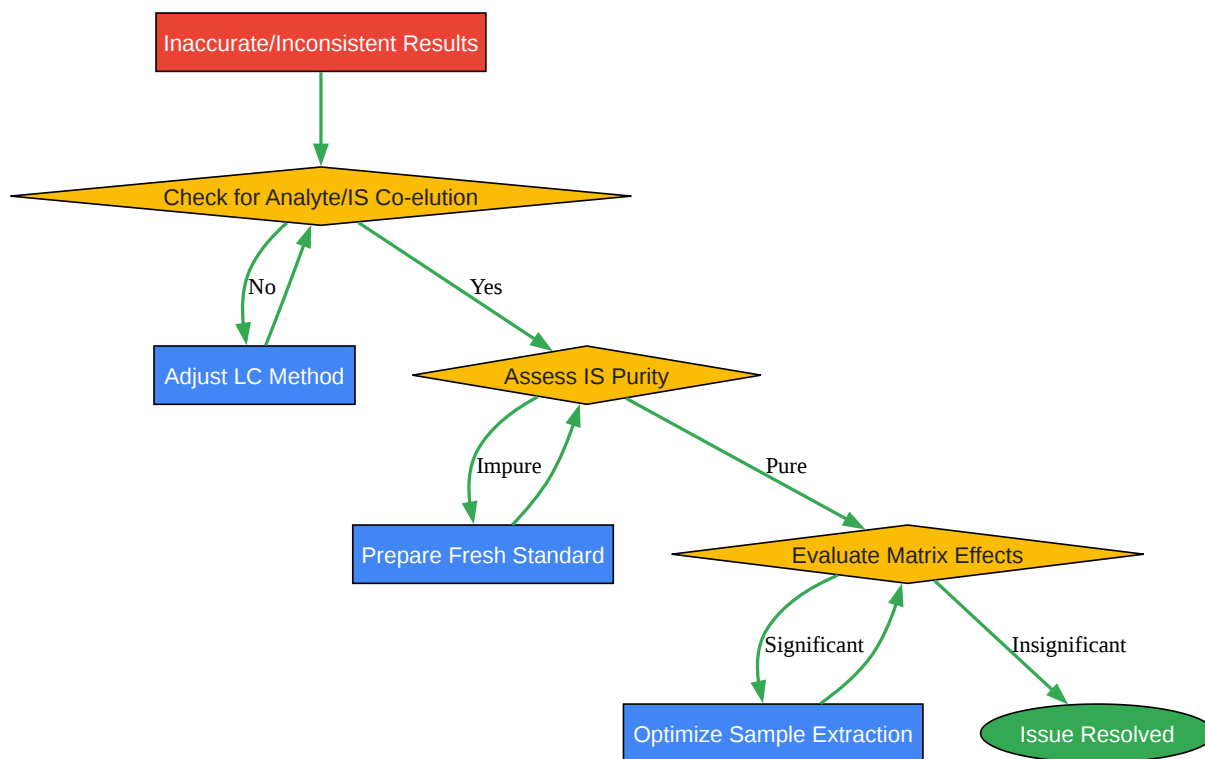 Inaccurate/Inconsistent Results
Check for Analyte/IS Co-elution
No
Yes
Adjust LC Method
Assess IS Purity
Impure
Pure
Prepare Fresh Standard
Evaluate Matrix Effects
Significant
Insignificant
Optimize Sample Extraction
Issue Resolved